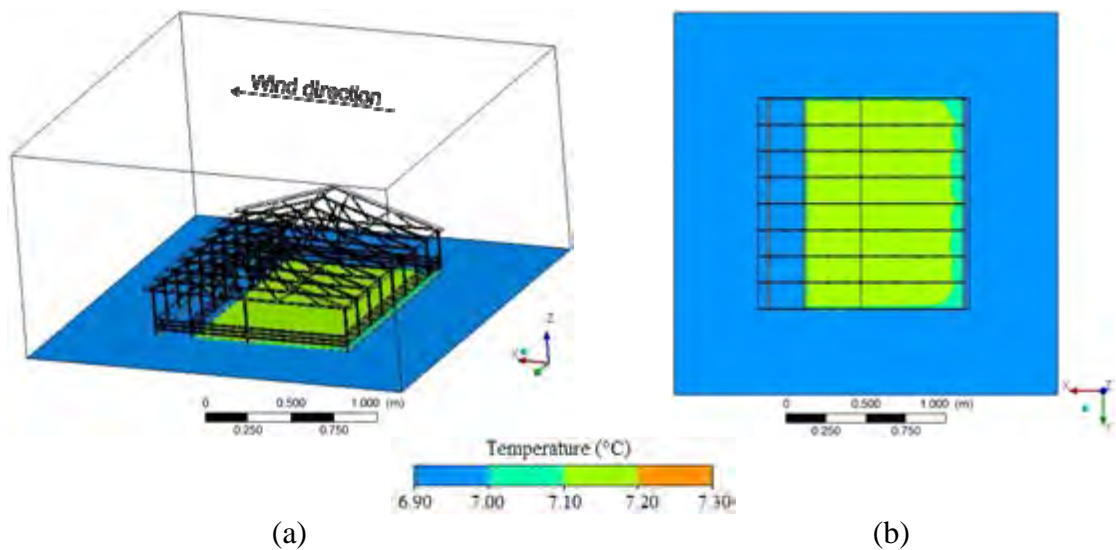 Wind direction
Z
X
0 0.500 1.000 (m)
0.250 0.750
X Z
Y
0 0.500 1.000 (m)
0.250 0.750
Temperature (°C)
6.90 7.00 7.10 7.20 7.30
(a) (b)